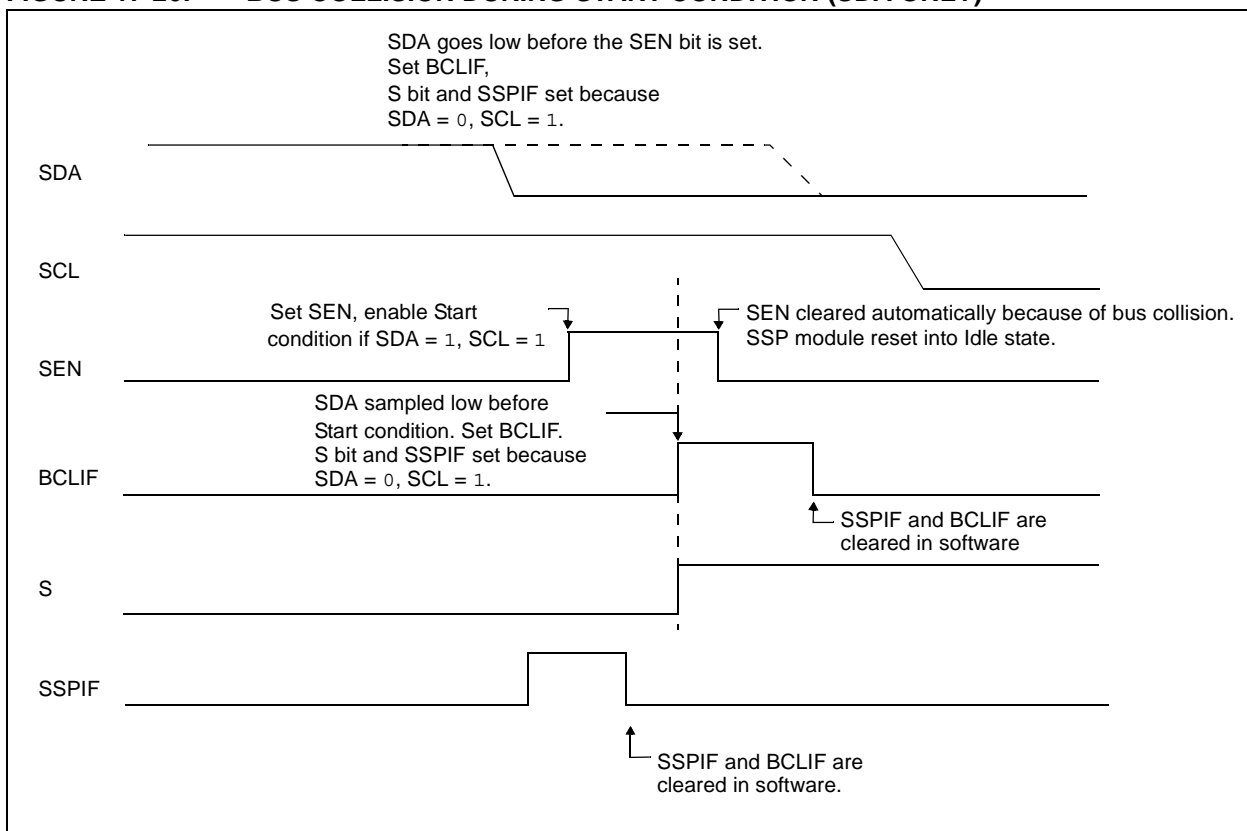 SDA goes low before the SEN bit is set.
Set BCLIF,
S bit and SSPIF set because
SDA = 0, SCL = 1.
SDA
SCL
Set SEN, enable Start
condition if SDA = 1, SCL = 1
SEN cleared automatically because of bus collision.
SSP module reset into Idle state.
SEN
SDA sampled low before
Start condition. Set BCLIF.
S bit and SSPIF set because
SDA = 0, SCL = 1.
BCLIF
SSPIF and BCLIF are
cleared in software
S
SSPIF
SSPIF and BCLIF are
cleared in software.